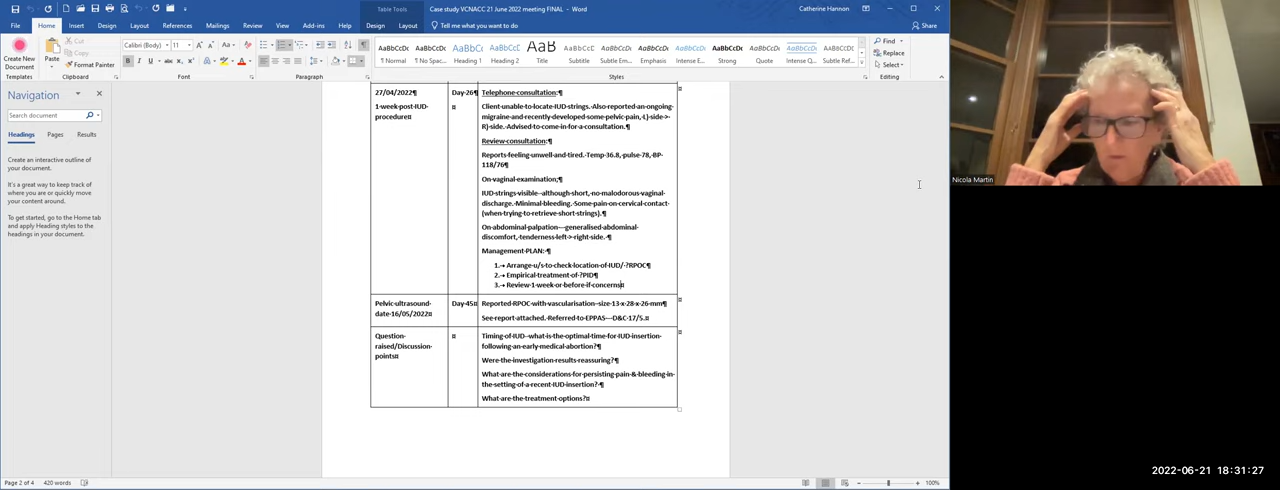 Table Tools
Case study VCNACC 21 June 2022 meeting FINAL - Word
Catherine Hannon
File Home Insert Draw Design Layout References Mailings Review View Add-ins Help Design Layout Tell me what you want to do Share
Create New Document
Templates
Paste
Cut
Copy
Format Painter
Clipboard
Calibri (Body) 11
Font
Paragraph
AaBbCcDc AaBbCcDc AaBbC AaBbCcC AaB AaBbCcC AaBbCcDc AaBbCcDc AaBbCcDc AaBbCcDc AaBbCcDc AaBbCcDc AaBbCcDc
¶ Normal ¶ No Spac... Heading 1 Heading 2 Title Subtitle Subtle Em... Emphasis Intense E... Strong Quote Intense Q... Subtle Ref...
Styles
Find
Replace
Select
Editing
Navigation
Search document
Headings Pages Results
Create an interactive outline of
your document.
It's a great way to keep track of
where you are or quickly move
your content around.
To get started, go to the Home tab
and apply Heading styles to the
headings in your document.
27/04/2022¶
1-week-post-IUD-
procedure¤
Day-26¶
¤
Telephone-consultation:¶
Client-unable-to-locate-IUD-strings.-Also-reported-an-ongoing-
migraine-and-recently-developed-some-pelvic-pain,-L)-side->-
R)-side.-Advised-to-come-in-for-a-consultation.¶
Review-consultation:¶
Reports-feeling-unwell-and-tired.-Temp-36.8,-pulse-78,-BP-
118/76¶
On-vaginal-examination;¶
IUD-strings-visible--although-short,-no-malodorous-vaginal-
discharge.-Minimal-bleeding.-Some-pain-on-cervical-contact-
(when-trying-to-retrieve-short-strings).¶
On-abdominal-palpation-–-generalised-abdominal-
discomfort,-tenderness-left->-right-side.-¶
Management-PLAN:-¶
1.→ Arrange-u/s-to-check-location-of-IUD/-?RPOC¶
2.→ Empirical-treatment-of-?PID¶
3.→ Review-1-week-or-before-if-concerns¤
Pelvic-ultrasound-
date-16/05/2022¤
Day-45¤
Reported-RPOC-with-vascularisation--size-13-x-28-x-26-mm¶
See-report-attached.-Referred-to-EPPAS-–-D&C-17/5.¤
Question-
raised/Discussion-
points¤
¤
Timing-of-IUD--what-is-the-optimal-time-for-IUD-insertion-
following-an-early-medical-abortion?¶
Were-the-investigation-results-reassuring?¶
What-are-the-considerations-for-persisting-pain-&-bleeding-in-
the-setting-of-a-recent-IUD-insertion?-¶
What-are-the-treatment-options?¤
Page 2 of 4 420 words
100%
Nicola Martin
2022-06-21 18:31:27